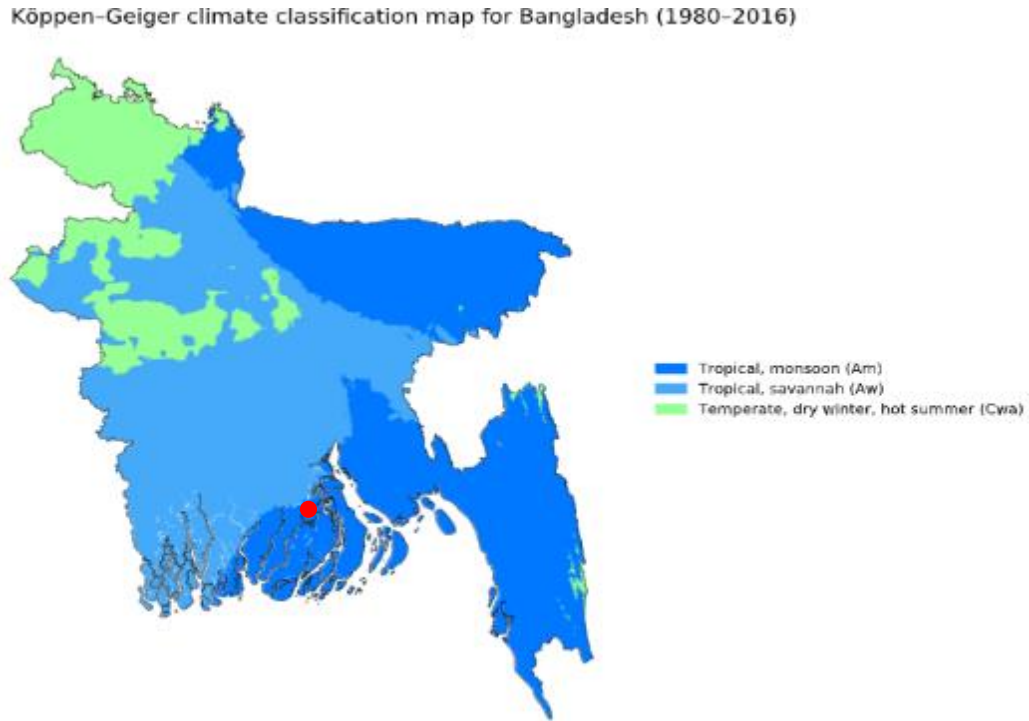 Köppen–Geiger climate classification map for Bangladesh (1980–2016)
Tropical, monsoon (Am)
Tropical, savannah (Aw)
Temperate, dry winter, hot summer (Cwa)